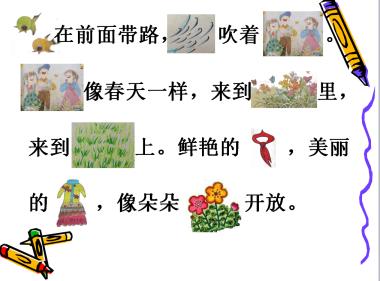 在前面带路， 吹着 。
像春天一样，来到 里，
来到 上。鲜艳的 ，美丽
的 ，像朵朵 开放。